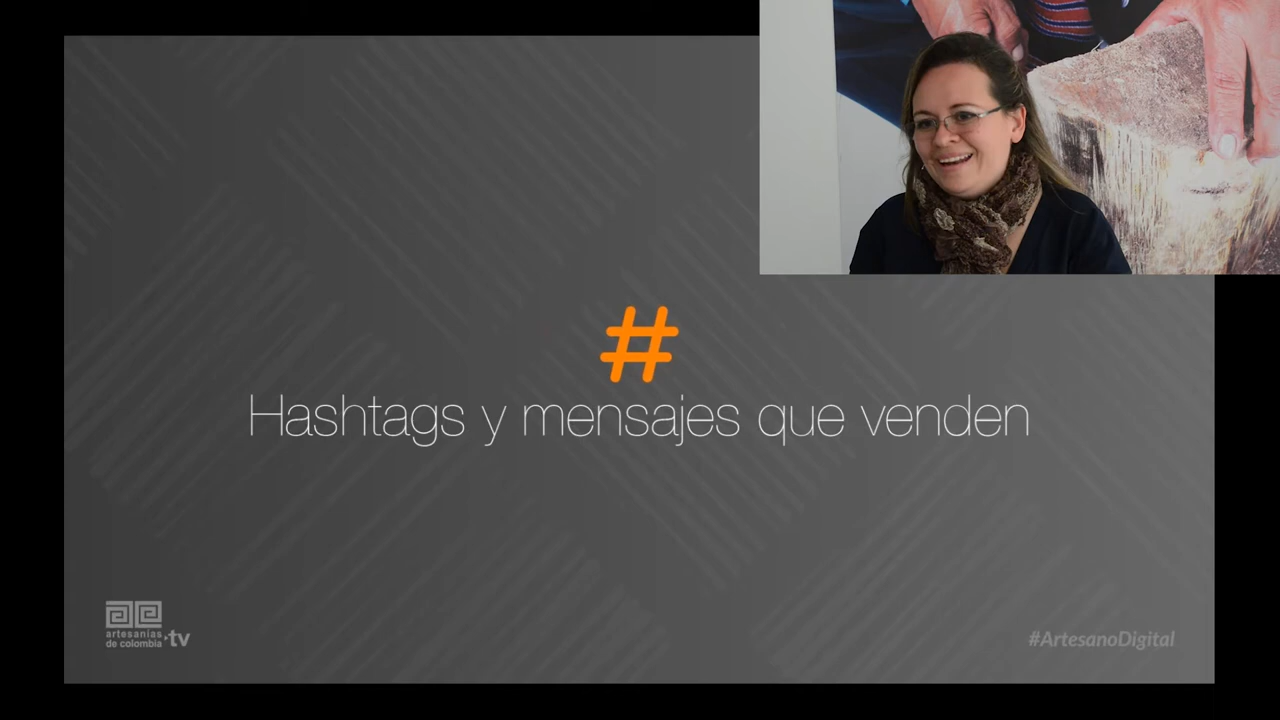 #
Hashtags y mensajes que venden
artesanías
de colombia
.tv
#ArtesanoDigital